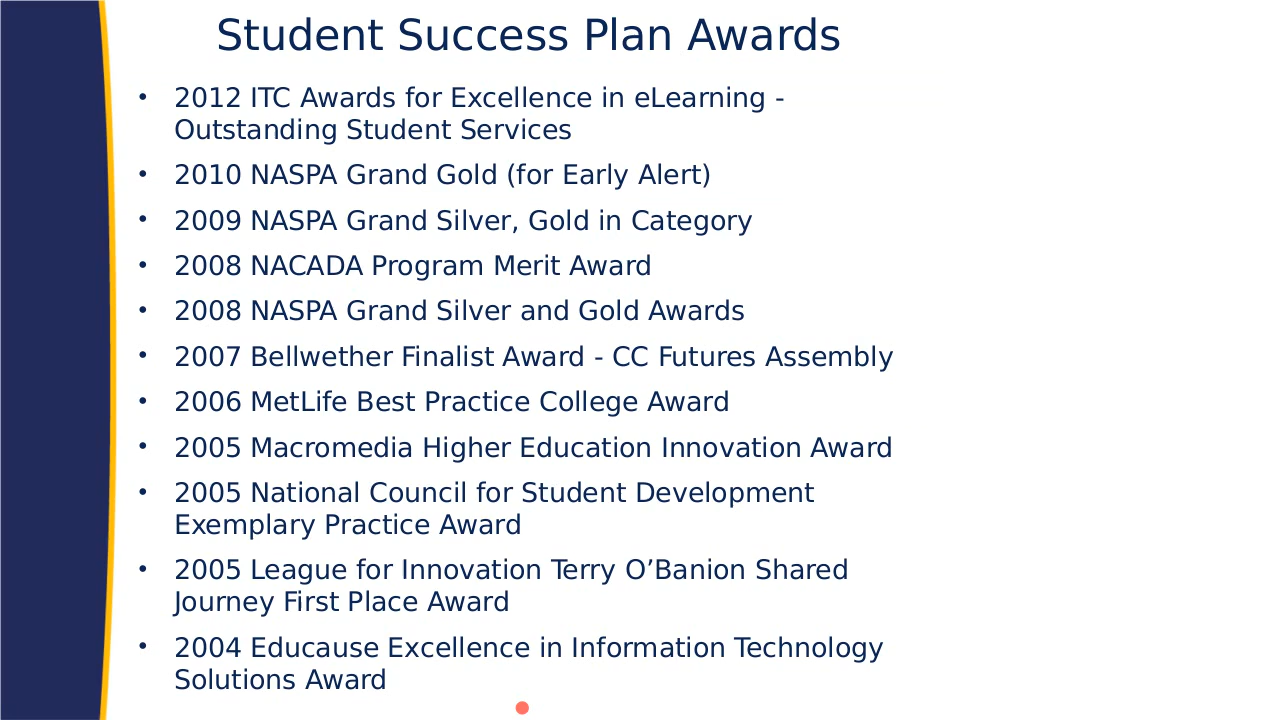 Student Success Plan Awards
• 2012 ITC Awards for Excellence in eLearning -
Outstanding Student Services
• 2010 NASPA Grand Gold (for Early Alert)
• 2009 NASPA Grand Silver, Gold in Category
• 2008 NACADA Program Merit Award
• 2008 NASPA Grand Silver and Gold Awards
• 2007 Bellwether Finalist Award - CC Futures Assembly
• 2006 MetLife Best Practice College Award
• 2005 Macromedia Higher Education Innovation Award
• 2005 National Council for Student Development
Exemplary Practice Award
• 2005 League for Innovation Terry O’Banion Shared
Journey First Place Award
• 2004 Educause Excellence in Information Technology
Solutions Award